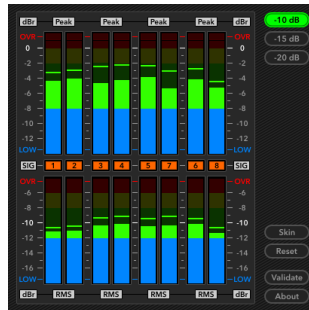 dBr Peak Peak Peak Peak dBr -10 dB
OVR OVR
-15 dB
0 0
-20 dB
-2 -2
-4 -4
-6 -6
-8 -8
-10 -10
-12 -12
LOW LOW
SIG 1 2 3 4 5 7 6 8 SIG
OVR OVR
-6 -6
-8 -8
-10 -10
Skin
-12 -12
Reset
-14 -14
-16 -16
LOW LOW Validate
dBr RMS RMS RMS RMS dBr About